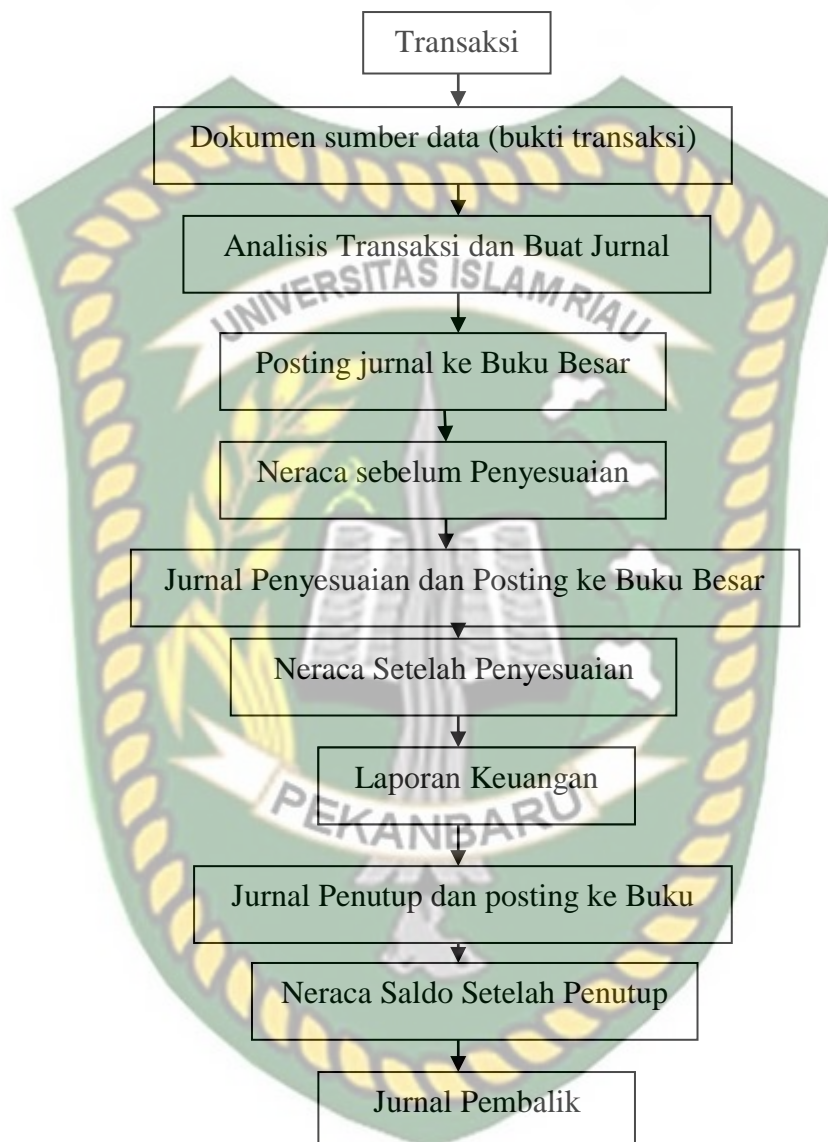 Transaksi
Dokumen sumber data (bukti transaksi)
Analisis Transaksi dan Buat Jurnal
UNIVERSITAS ISLAM RIAU
Posting jurnal ke Buku Besar
Neraca sebelum Penyesuaian
Jurnal Penyesuaian dan Posting ke Buku Besar
Neraca Setelah Penyesuaian
Laporan Keuangan
PEKANBARU
Jurnal Penutup dan posting ke Buku
Neraca Saldo Setelah Penutup
Jurnal Pembalik